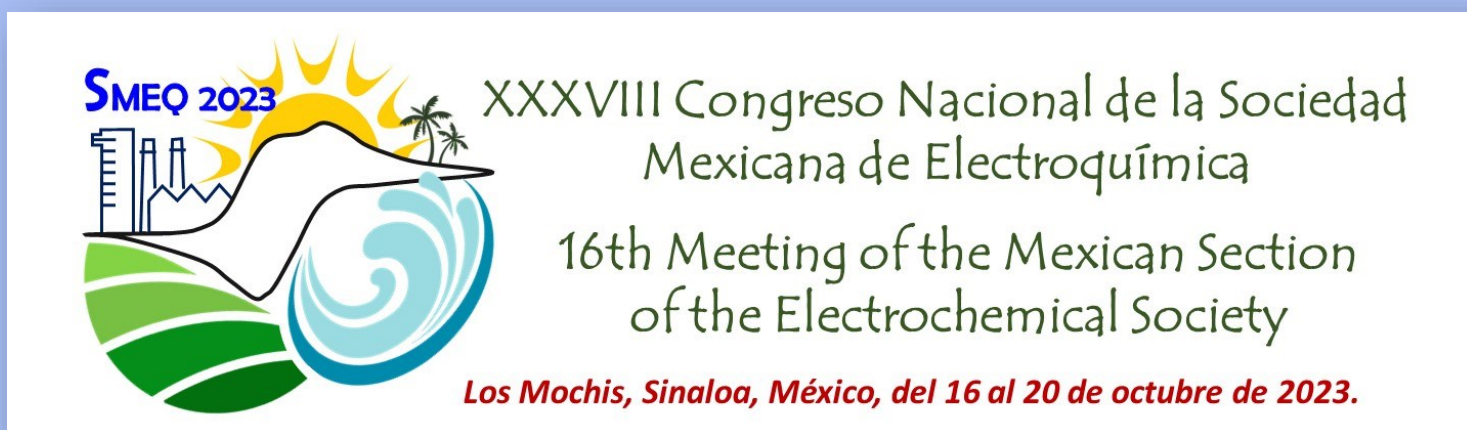 SMEQ 2023
XXXVIII Congreso Nacional de la Sociedad
Mexicana de Electroquímica
16th Meeting of the Mexican Section
of the Electrochemical Society
Los Mochis, Sinaloa, México, del 16 al 20 de octubre de 2023.